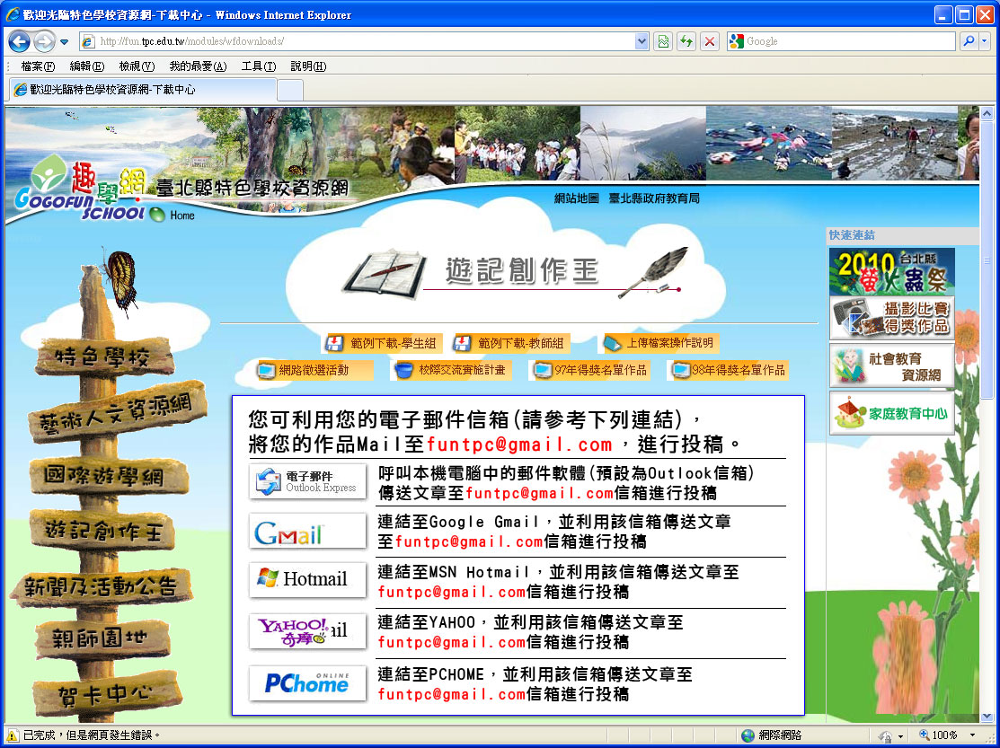 歡迎光臨特色學校資源網-下載中心 - Windows Internet Explorer
http://fun.tpc.edu.tw/modules/wfdownloads/
Google
檔案(F) 編輯(E) 檢視(V) 我的最愛(A) 工具(T) 說明(H)
歡迎光臨特色學校資源網-下載中心
趣學網
GOGOFUN SCHOOL
臺北縣特色學校資源網
Home
網站地圖 臺北縣政府教育局
遊記創作王
快速連結
2010 台北縣
螢火蟲祭
攝影比賽
得獎作品
社會教育
資源網
家庭教育中心
特色學校
藝術人文資源網
國際遊學網
遊記創作王
新聞及活動公告
親師園地
賀卡中心
範例下載-學生組 範例下載-教師組 上傳檔案操作說明
網路徵選活動 校際交流實施計畫 97年得獎名單作品 98年得獎名單作品
您可利用您的電子郵件信箱(請參考下列連結)，
將您的作品Mail至funtpc@gmail.com，進行投稿。
電子郵件
Outlook Express
呼叫本機電腦中的郵件軟體(預設為Outlook信箱)
傳送文章至funtpc@gmail.com信箱進行投稿
Gmail
連結至Google Gmail，並利用該信箱傳送文章
至funtpc@gmail.com信箱進行投稿
Hotmail
連結至MSN Hotmail，並利用該信箱傳送文章至
funtpc@gmail.com信箱進行投稿
YAHOO!
奇摩 ail
連結至YAHOO，並利用該信箱傳送文章至
funtpc@gmail.com信箱進行投稿
PChome ONLINE
連結至PCHOME，並利用該信箱傳送文章至
funtpc@gmail.com信箱進行投稿
已完成，但是網頁發生錯誤。
網際網路
100%